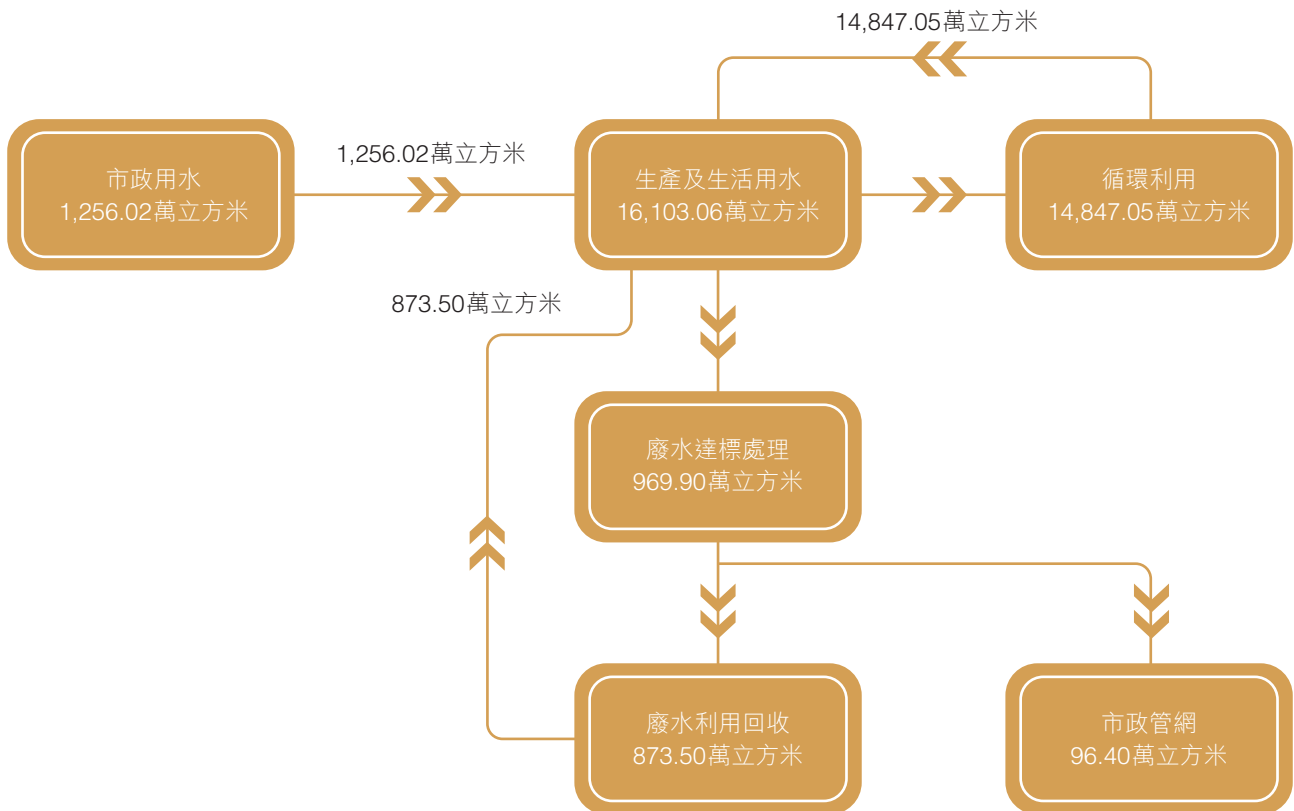 14,847.05萬立方米
1,256.02萬立方米
市政用水
1,256.02萬立方米
生產及生活用水
16,103.06萬立方米
循環利用
14,847.05萬立方米
873.50萬立方米
廢水達標處理
969.90萬立方米
廢水利用回收
873.50萬立方米
市政管網
96.40萬立方米